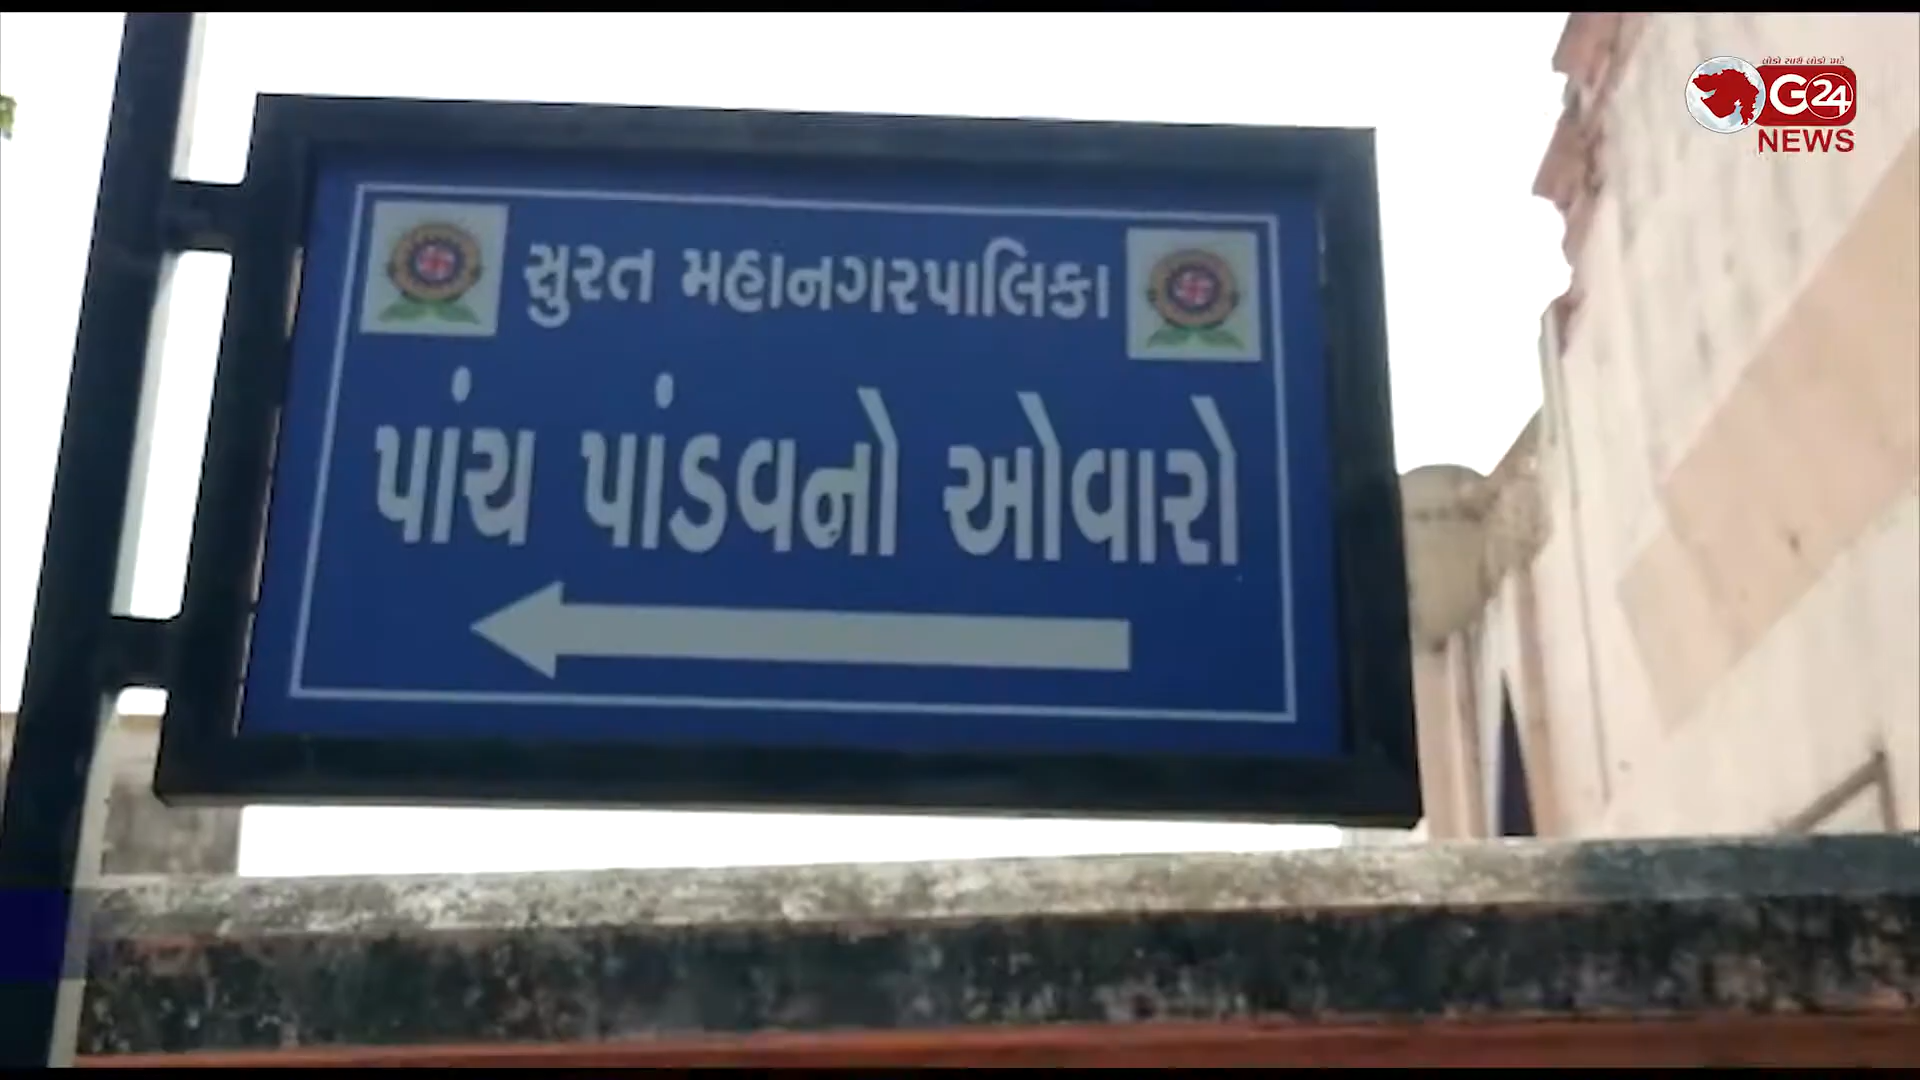 લોકો સાથે લોકો માટે
G24
NEWS
સુરત મહાનગરપાલિકા
પાંચ પાંડવનો ઓવારો